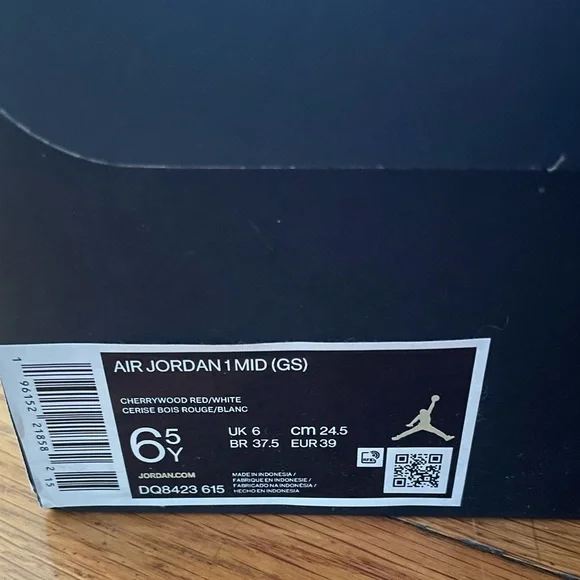 AIR JORDAN 1 MID (GS)
CHERRYWOOD RED/WHITE
CERISE BOIS ROUGE/BLANC
6.5Y
UK 6 cm 24.5
BR 37.5 EUR 39
JORDAN.COM
DQ8423 615
MADE IN INDONESIA /
FABRIQUE EN INDONESIE /
FABRICADO NA INDONÉSIA /
HECHO EN INDONESIA
RFID
1 96152 21858 2 15